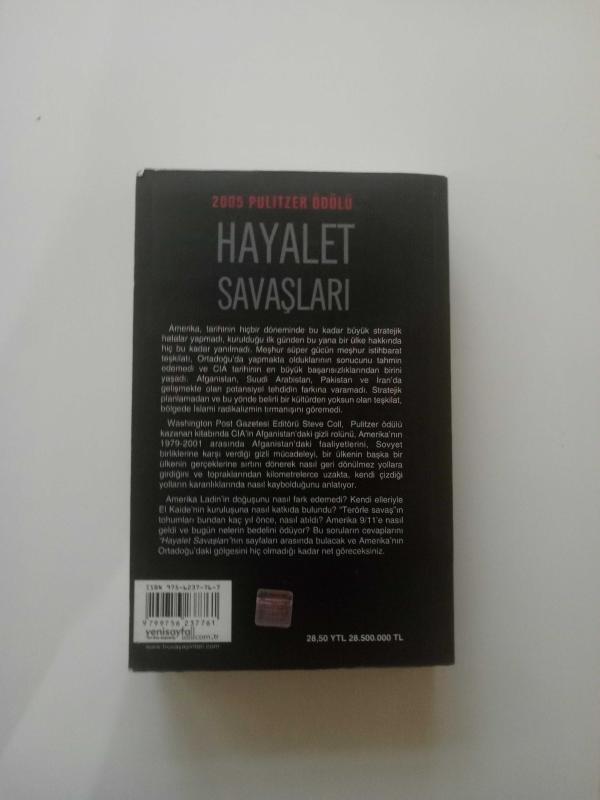 2005 PULITZER ÖDÜLÜ
HAYALET
SAVAŞLARI
Amerika, tarihinin hiçbir döneminde bu kadar büyük stratejik
hatalar yapmadı, kurulduğu ilk günden bu yana bir ülke hakkında
hiç bu kadar yanılmadı. Meşhur süper gücün meşhur istihbarat
teşkilatı, Ortadoğu'da yapmakta olduklarının sonucunu tahmin
edemedi ve CIA tarihinin en büyük başarısızlıklarından birini
yaşadı. Afganistan, Suudi Arabistan, Pakistan ve İran'da
gelişmekte olan potansiyel tehdidin farkına varamadı. Stratejik
planlamadan ve bu yönde belirli bir kültürden yoksun olan teşkilat,
bölgede İslami radikalizmin tırmanışını göremedi.
Washington Post Gazetesi Editörü Steve Coll, Pulitzer ödülü
kazanan kitabında CIA'in Afganistan'daki gizli rolünü, Amerika'nın
1979-2001 arasında Afganistan'daki faaliyetlerini, Sovyet
birliklerine karşı verdiği gizli mücadeleyi, bir ülkenin başka bir
ülkenin gerçeklerine sırtını dönerek nasıl geri dönülmez yollara
girdiğini ve topraklarından kilometrelerce uzakta, kendi çizdiği
yolların karanlıklarında nasıl kaybolduğunu anlatıyor.
Amerika Ladin'in doğuşunu nasıl fark edemedi? Kendi elleriyle
El Kaide'nin kuruluşuna nasıl katkıda bulundu? "Terörle savaş"ın
tohumları bundan kaç yıl önce, nasıl atıldı? Amerika 9/11'e nasıl
geldi ve bugün nelerin bedelini ödüyor? Bu soruların cevaplarını
"Hayalet Savaşları"nın sayfaları arasında bulacak ve Amerika'nın
Ortadoğu'daki gölgesini hiç olmadığı kadar net göreceksiniz.
ISBN 975-6237-76-7
9799756237761
yenisayfa
.com.tr
28,50 YTL 28.500.000 TL